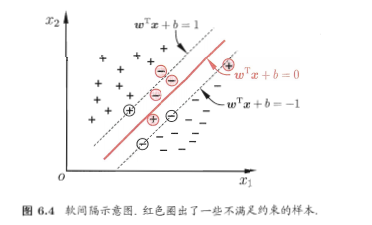 x₂
wᵀx + b = 1
wᵀx + b = 0
wᵀx + b = −1
O
x₁
图 6.4 软间隔示意图. 红色圈出了一些不满足约束的样本.